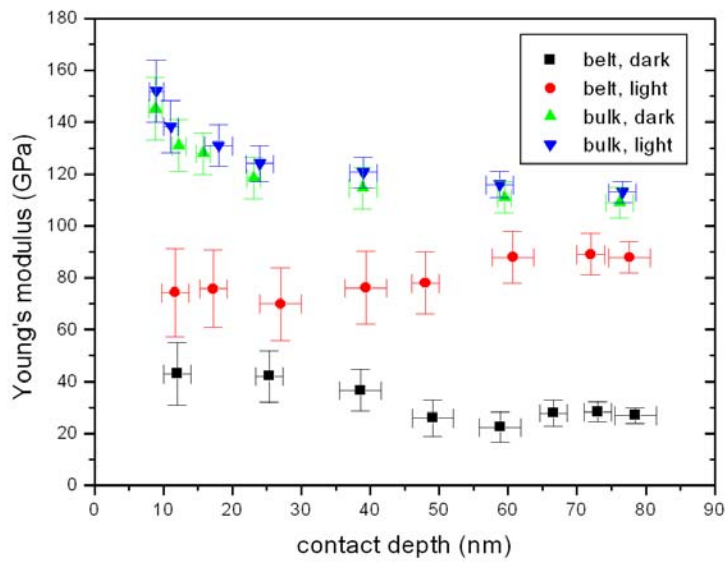 180
160
140
120
100
80
60
40
20
0
Young's modulus (GPa)
belt, dark
belt, light
bulk, dark
bulk, light
0 10 20 30 40 50 60 70 80 90
contact depth (nm)